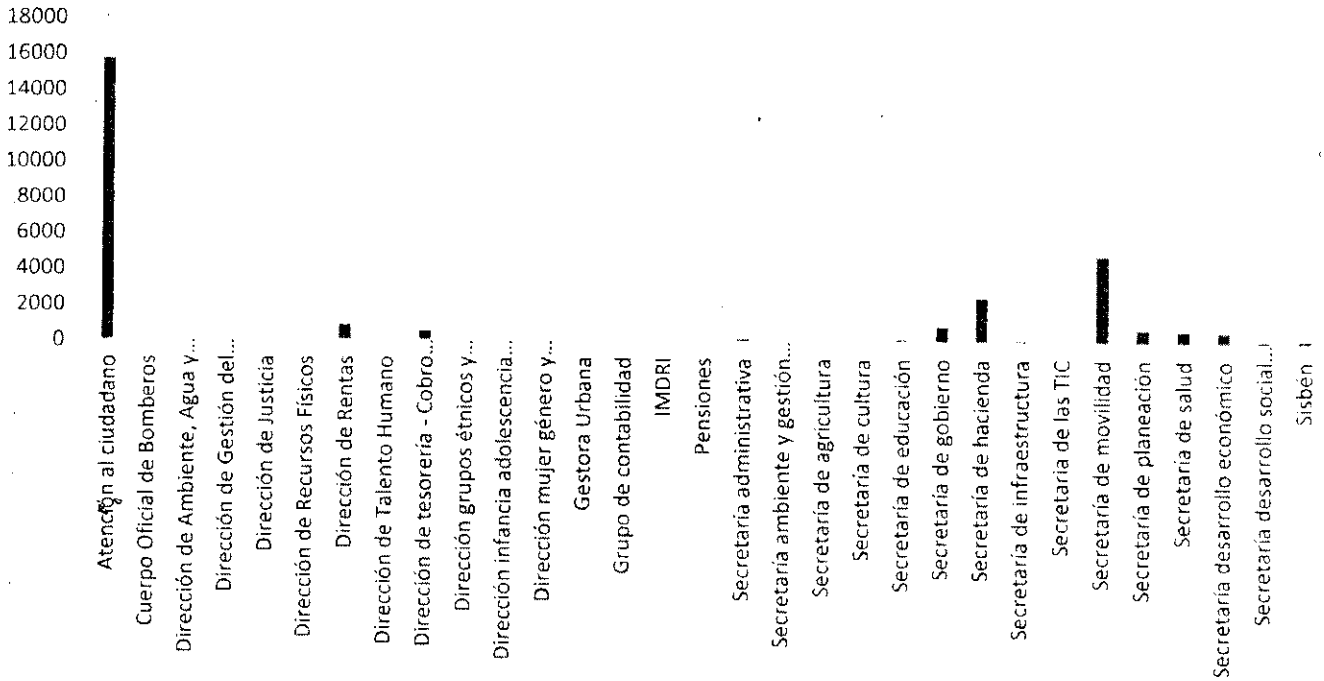 18000
16000
14000
12000
10000
8000
6000
4000
2000
0
Atención al ciudadano
Cuerpo Oficial de Bomberos
Dirección de Ambiente, Agua y...
Dirección de Gestión del...
Dirección de Justicia
Dirección de Recursos Físicos
Dirección de Rentas
Dirección de Talento Humano
Dirección de tesorería - Cobro...
Dirección grupos étnicos y...
Dirección infancia adolescencia...
Dirección mujer género y...
Gestora Urbana
Grupo de contabilidad
IMDRI
Pensiones
Secretaría administrativa
Secretaría ambiente y gestión...
Secretaría de agricultura
Secretaría de cultura
Secretaría de educación
Secretaría de gobierno
Secretaría de hacienda
Secretaría de infraestructura
Secretaría de las TIC
Secretaría de movilidad
Secretaría de planeación
Secretaría de salud
Secretaría desarrollo económico
Secretaría desarrollo social...
Sisbén